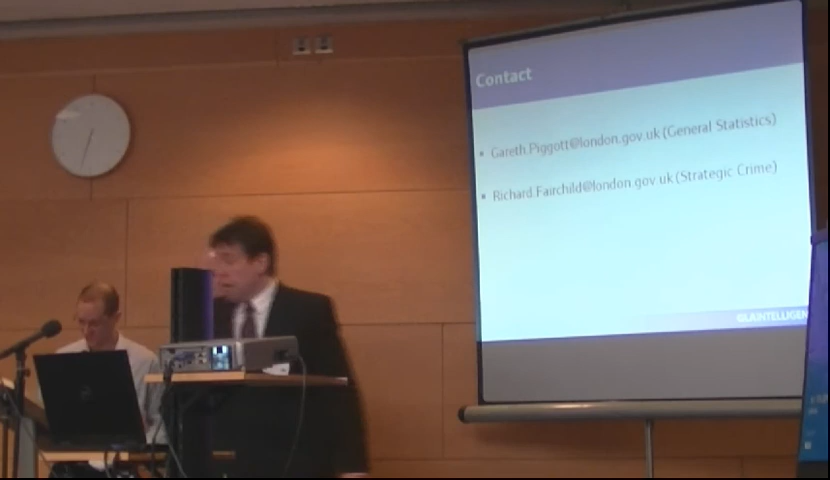 Contact
• Gareth.Piggott@london.gov.uk (General Statistics)
• Richard.Fairchild@london.gov.uk (Strategic Crime)